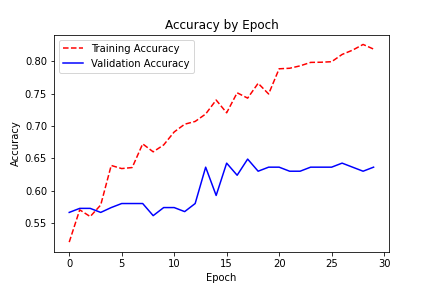 Accuracy by Epoch
Training Accuracy
Validation Accuracy
Accuracy
0.80
0.75
0.70
0.65
0.60
0.55
0 5 10 15 20 25 30
Epoch